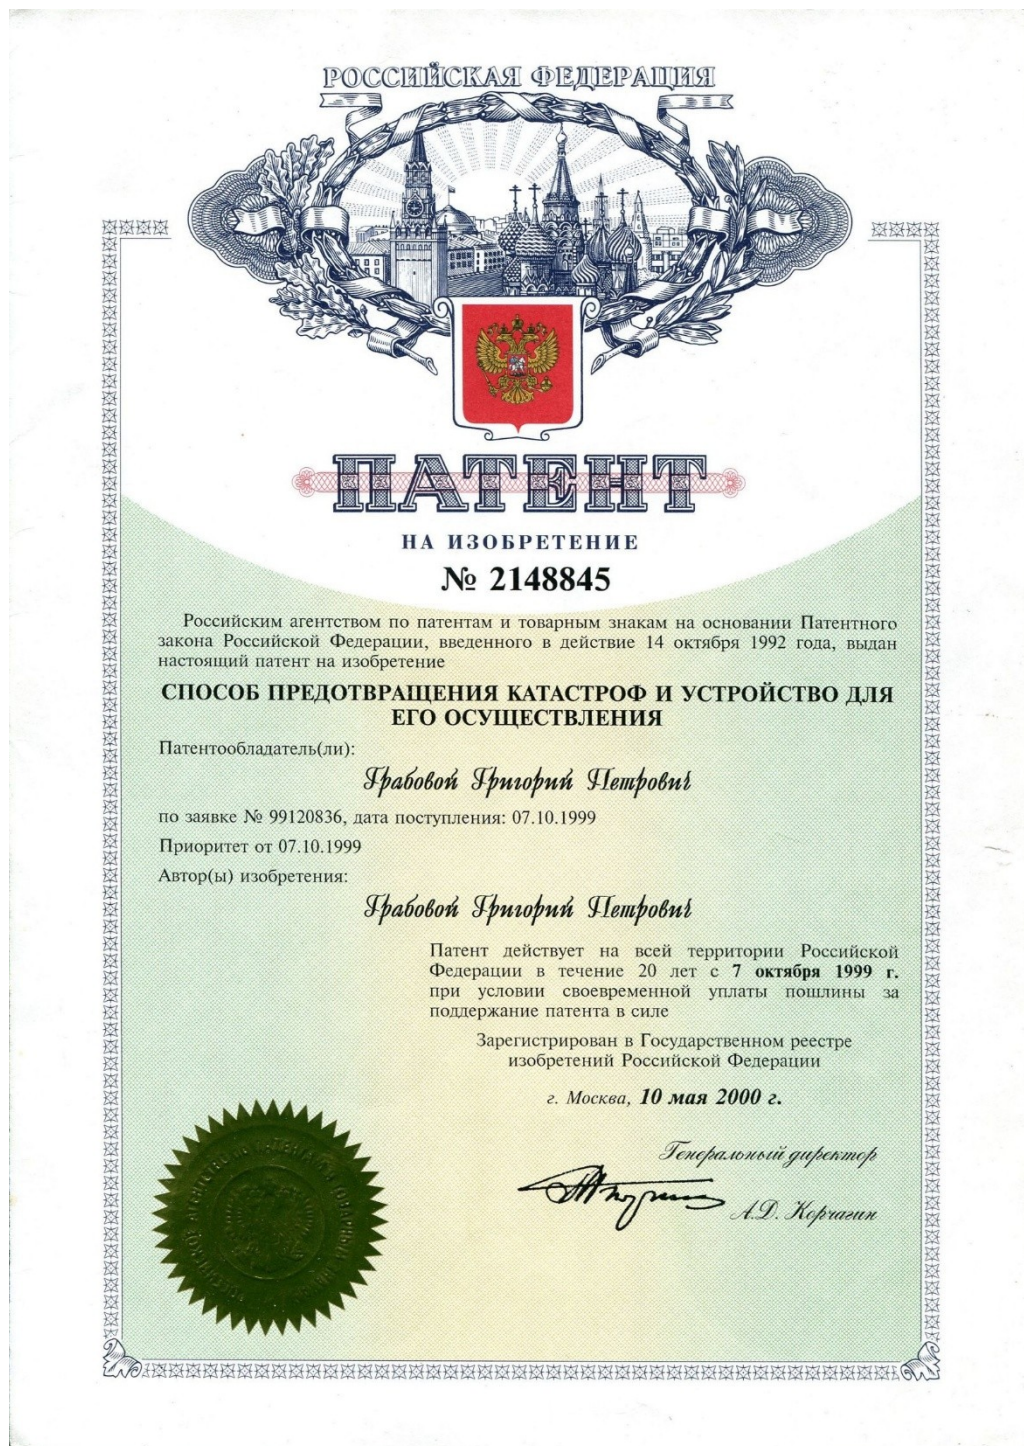 РОССИЙСКАЯ ФЕДЕРАЦИЯ
ПАТЕНТ
НА ИЗОБРЕТЕНИЕ
№ 2148845
Российским агентством по патентам и товарным знакам на основании Патентного
закона Российской Федерации, введенного в действие 14 октября 1992 года, выдан
настоящий патент на изобретение
СПОСОБ ПРЕДОТВРАЩЕНИЯ КАТАСТРОФ И УСТРОЙСТВО ДЛЯ
ЕГО ОСУЩЕСТВЛЕНИЯ
Патентообладатель(ли):
Грабовой Григорий Петрович
по заявке № 99120836, дата поступления: 07.10.1999
Приоритет от 07.10.1999
Автор(ы) изобретения:
Грабовой Григорий Петрович
Патент действует на всей территории Российской
Федерации в течение 20 лет с 7 октября 1999 г.
при условии своевременной уплаты пошлины за
поддержание патента в силе
Зарегистрирован в Государственном реестре
изобретений Российской Федерации
г. Москва, 10 мая 2000 г.
Генеральный директор
А.Д. Корчагин